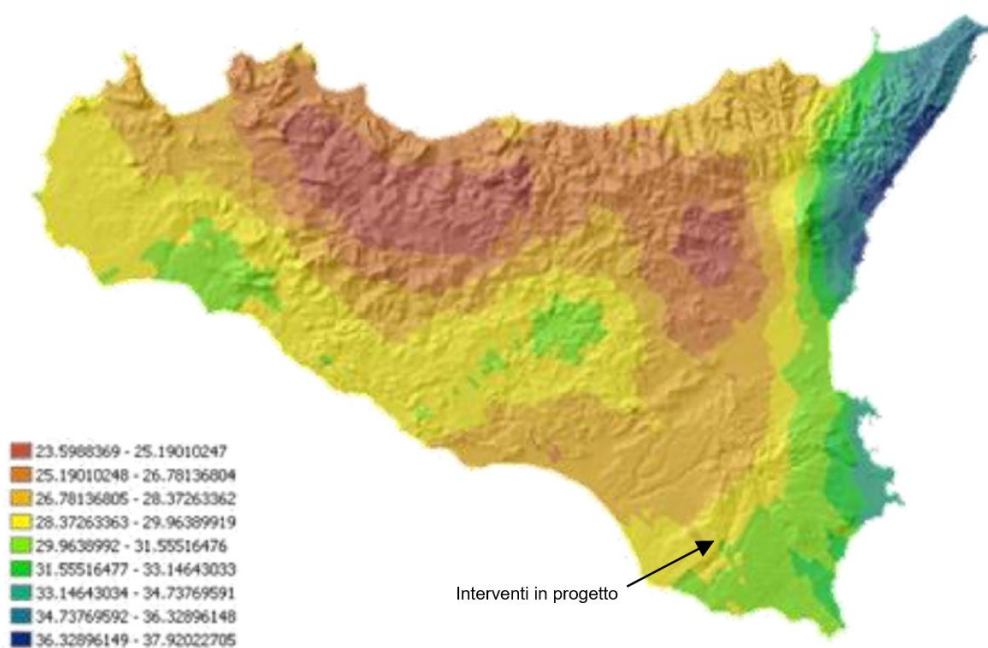 23.5988369 - 25.19010247
25.19010248 - 26.78136804
26.78136805 - 28.37263362
28.37263363 - 29.96389919
29.9638992 - 31.55516476
31.55516477 - 33.14643033
33.14643034 - 34.73769591
34.73769592 - 36.32896148
36.32896149 - 37.92022705
Interventi in progetto